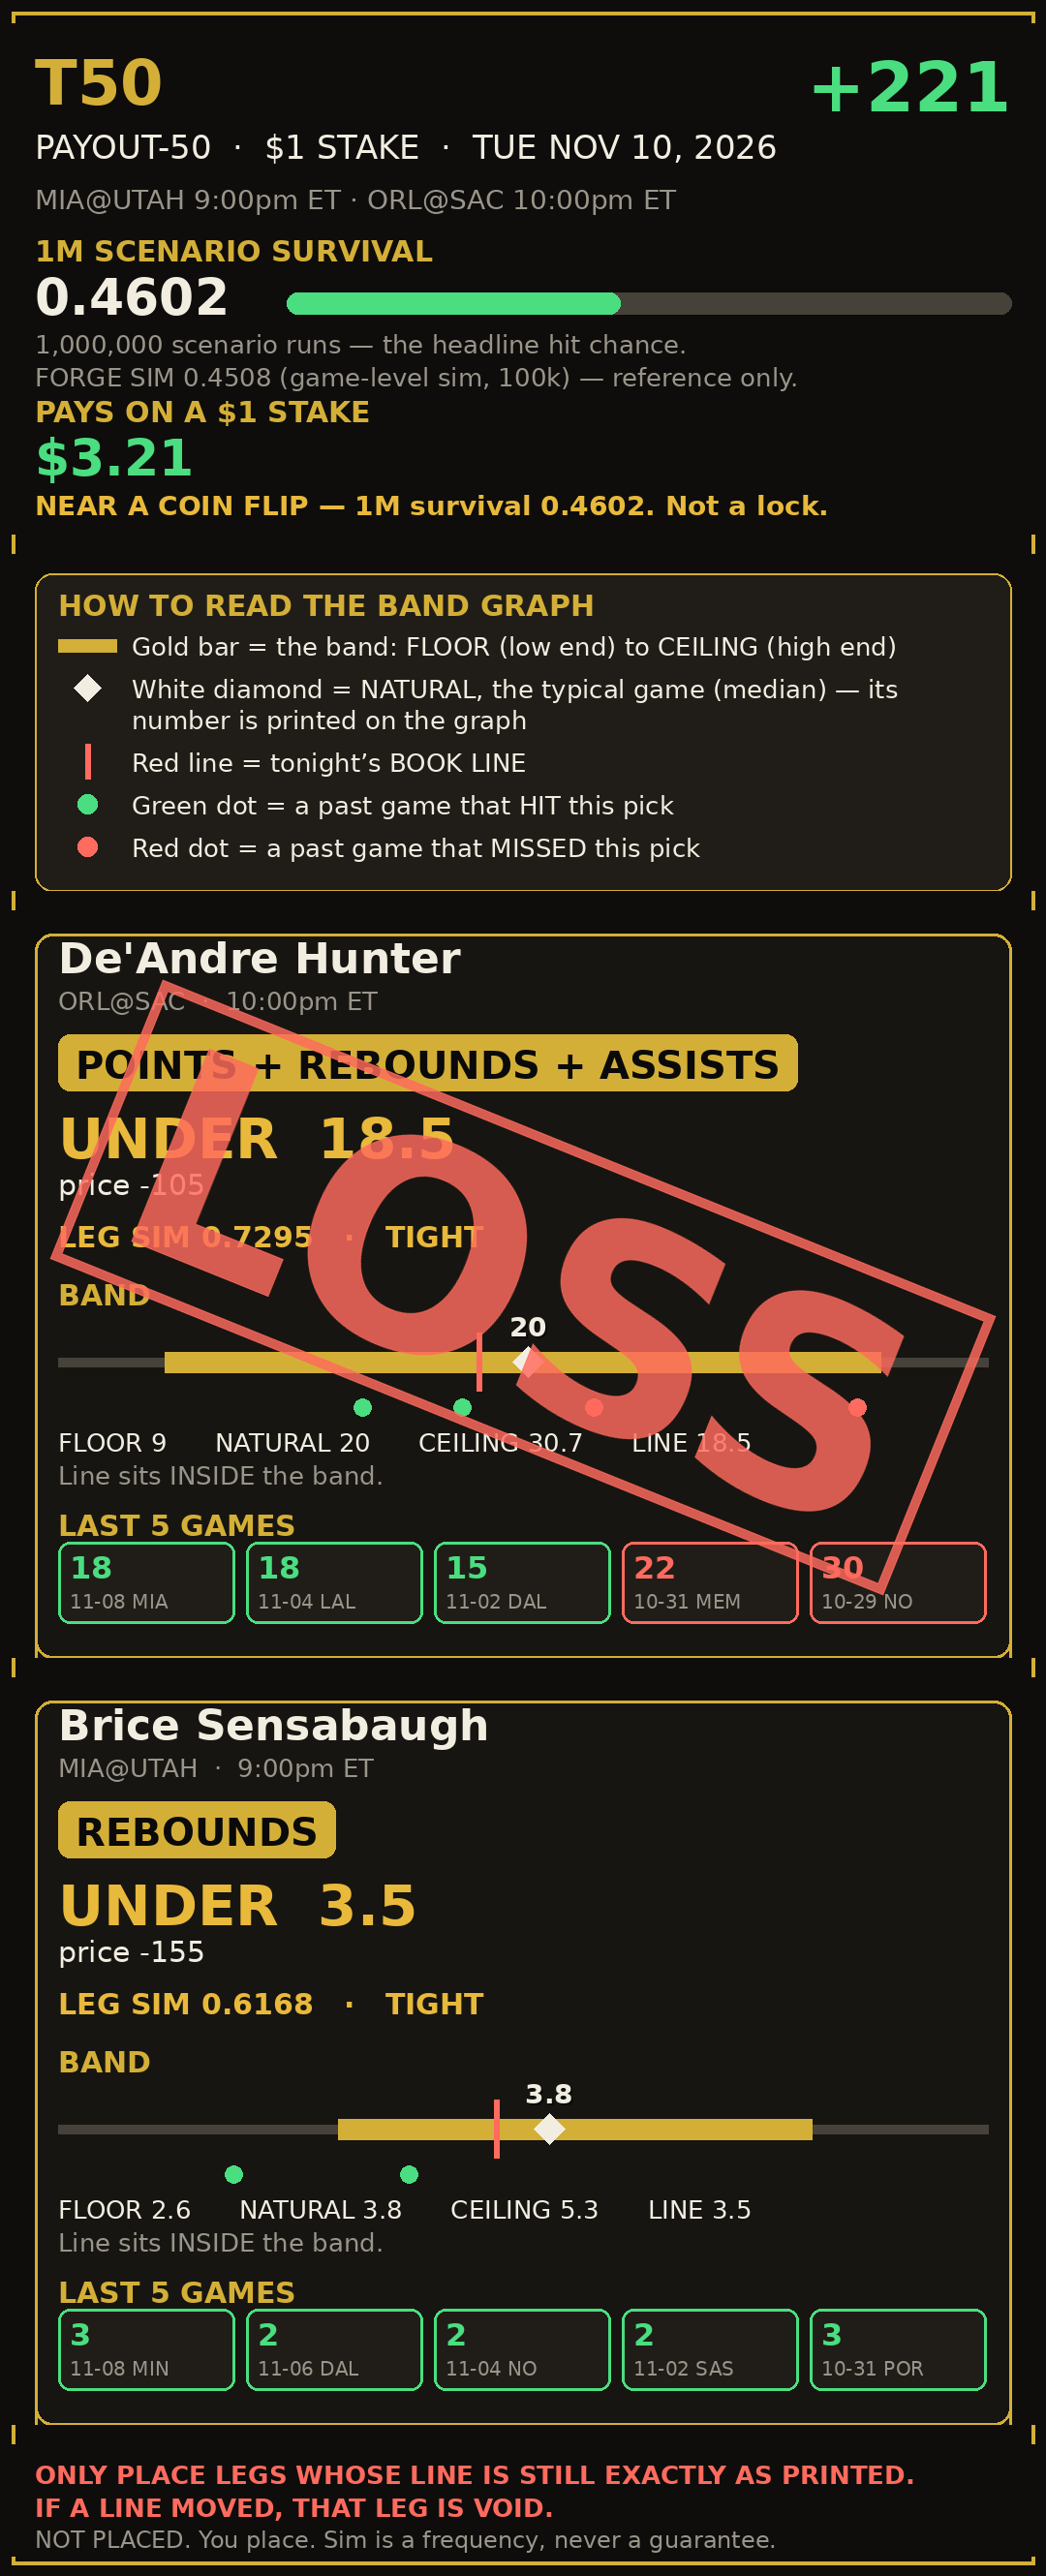 T50
+221
PAYOUT-50 · $1 STAKE · TUE NOV 10, 2026
MIA@UTAH 9:00pm ET · ORL@SAC 10:00pm ET
1M SCENARIO SURVIVAL
0.4602
1,000,000 scenario runs — the headline hit chance.
FORGE SIM 0.4508 (game-level sim, 100k) — reference only.
PAYS ON A $1 STAKE
$3.21
NEAR A COIN FLIP — 1M survival 0.4602. Not a lock.
HOW TO READ THE BAND GRAPH
Gold bar = the band: FLOOR (low end) to CEILING (high end)
White diamond = NATURAL, the typical game (median) — its
number is printed on the graph
Red line = tonight’s BOOK LINE
Green dot = a past game that HIT this pick
Red dot = a past game that MISSED this pick
De'Andre Hunter
ORL@SAC · 10:00pm ET
POINTS + REBOUNDS + ASSISTS
UNDER 18.5
price -105
LEG SIM 0.7295 · TIGHT
LOSS
BAND
20
FLOOR 9 NATURAL 20 CEILING 30.7 LINE 18.5
Line sits INSIDE the band.
LAST 5 GAMES
18 18 15 22 30
11-08 MIA 11-04 LAL 11-02 DAL 10-31 MEM 10-29 NO
Brice Sensabaugh
MIA@UTAH · 9:00pm ET
REBOUNDS
UNDER 3.5
price -155
LEG SIM 0.6168 · TIGHT
BAND
3.8
FLOOR 2.6 NATURAL 3.8 CEILING 5.3 LINE 3.5
Line sits INSIDE the band.
LAST 5 GAMES
3 2 2 2 3
11-08 MIN 11-06 DAL 11-04 NO 11-02 SAS 10-31 POR
ONLY PLACE LEGS WHOSE LINE IS STILL EXACTLY AS PRINTED.
IF A LINE MOVED, THAT LEG IS VOID.
NOT PLACED. You place. Sim is a frequency, never a guarantee.